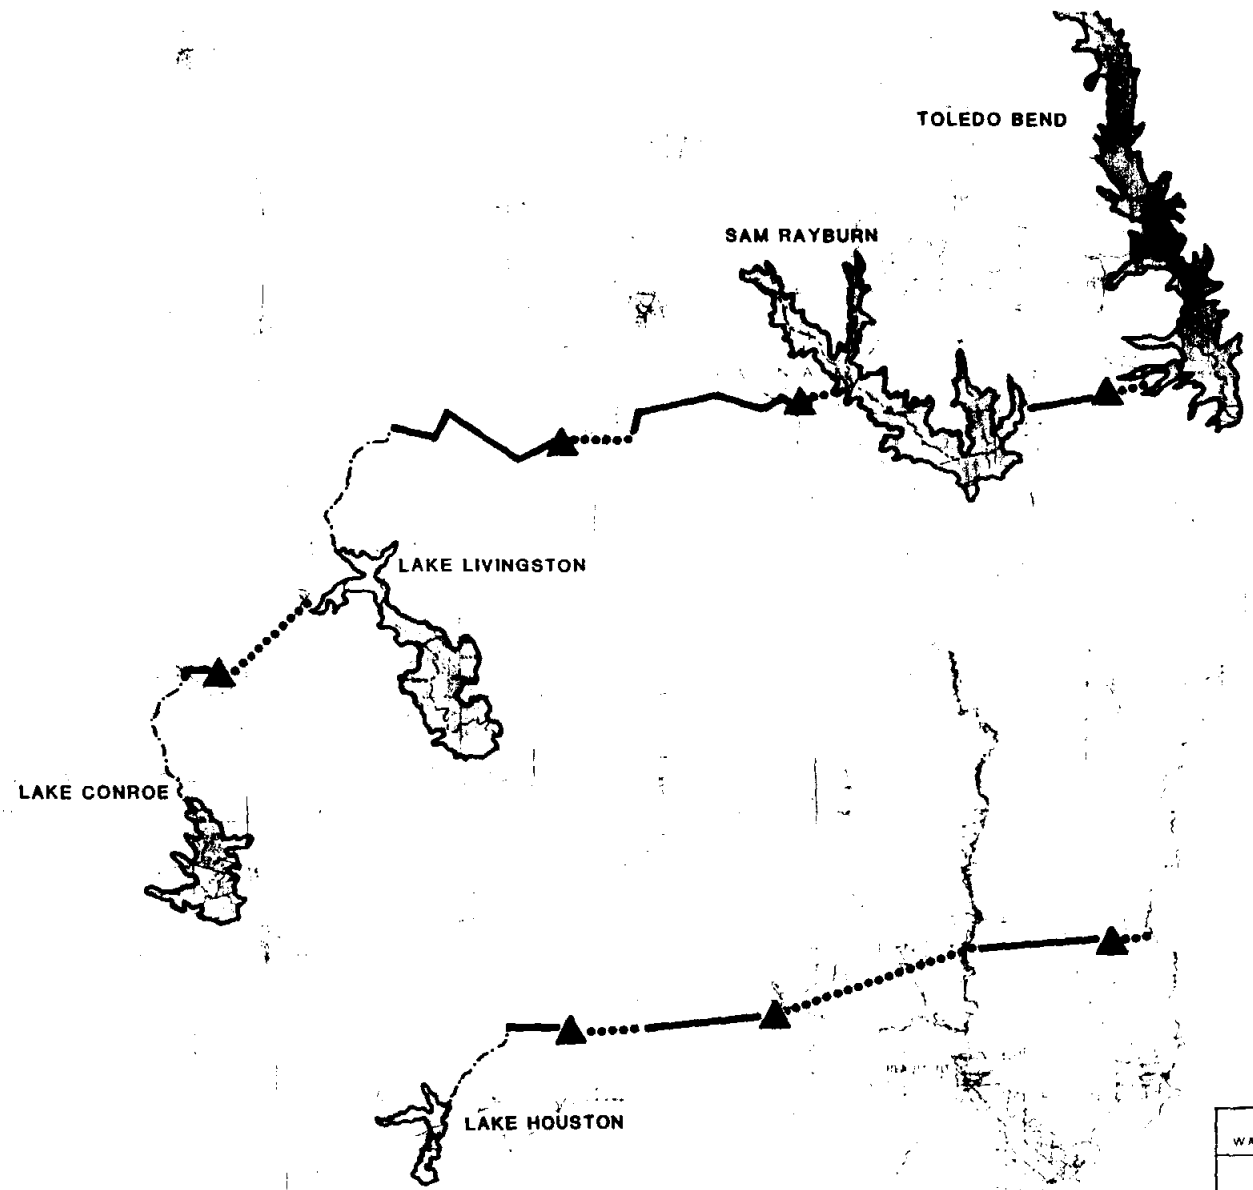 TOLEDO BEND
SAM RAYBURN
LAKE LIVINGSTON
LAKE CONROE
LAKE HOUSTON